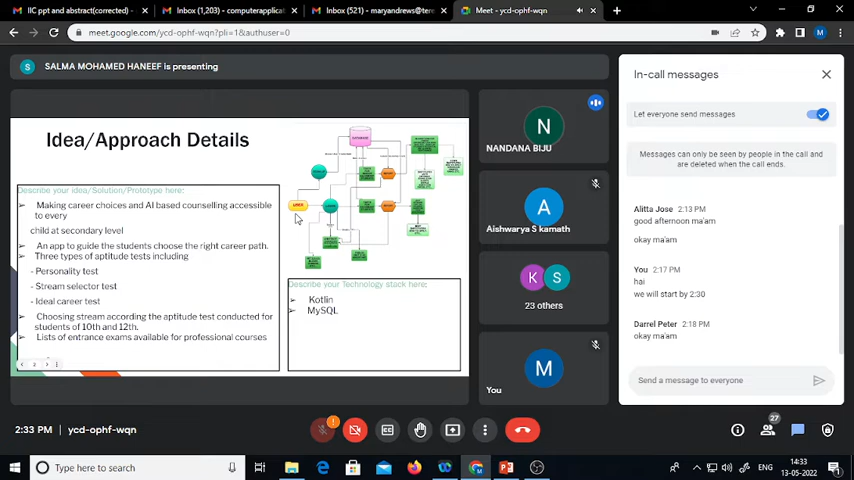 IIC ppt and abstract(corrected)
Inbox (1,203) - computerapplica
Inbox (521) - maryandrews@tere
Meet - ycd-ophf-wqn
meet.google.com/ycd-ophf-wqn?pli=1&authuser=0
S
SALMA MOHAMED HANEEF is presenting
Idea/Approach Details
Describe your idea/Solution/Prototype here:
➢ Making career choices and AI based counselling accessible
to every
child at secondary level
➢ An app to guide the students choose the right career path.
➢ Three types of aptitude tests including
- Personality test
- Stream selector test
- Ideal career test
➢ Choosing stream according the aptitude test conducted for
students of 10th and 12th.
➢ Lists of entrance exams available for professional courses
2
USER
DATABASE
Describe your Technology stack here:
➢ Kotlin
➢ MySQL
N
NANDANA BIJU
A
Aishwarya S kamath
K
S
23 others
M
You
In-call messages
Let everyone send messages
Messages can only be seen by people in the call and
are deleted when the call ends.
Alitta Jose 2:13 PM
good afternoon ma'am
okay ma'am
You 2:17 PM
hai
we will start by 2:30
Darrel Peter 2:18 PM
okay ma'am
Send a message to everyone
2:33 PM
ycd-ophf-wqn
27
Type here to search
ENG
14:33
13-05-2022